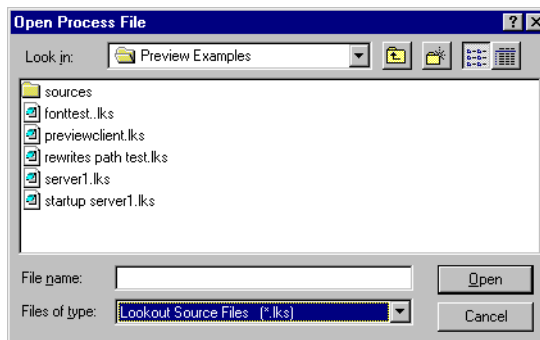 Open Process File
Look in: Preview Examples
sources
fonttest..lks
previewclient.lks
rewrites path test.lks
server1.lks
startup server1.lks
File name: Open
Files of type: Lookout Source Files (*.lks) Cancel